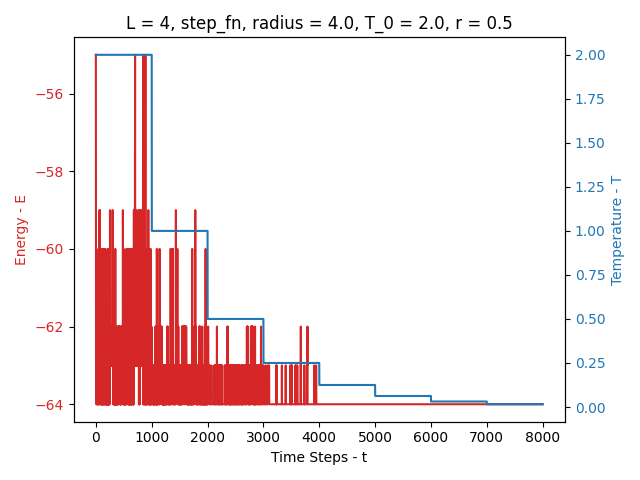 L = 4, step_fn, radius = 4.0, T_0 = 2.0, r = 0.5
Energy - E
−56
−58
−60
−62
−64
2.00
1.75
1.50
1.25
1.00
0.75
0.50
0.25
0.00
Temperature - T
0 1000 2000 3000 4000 5000 6000 7000 8000
Time Steps - t